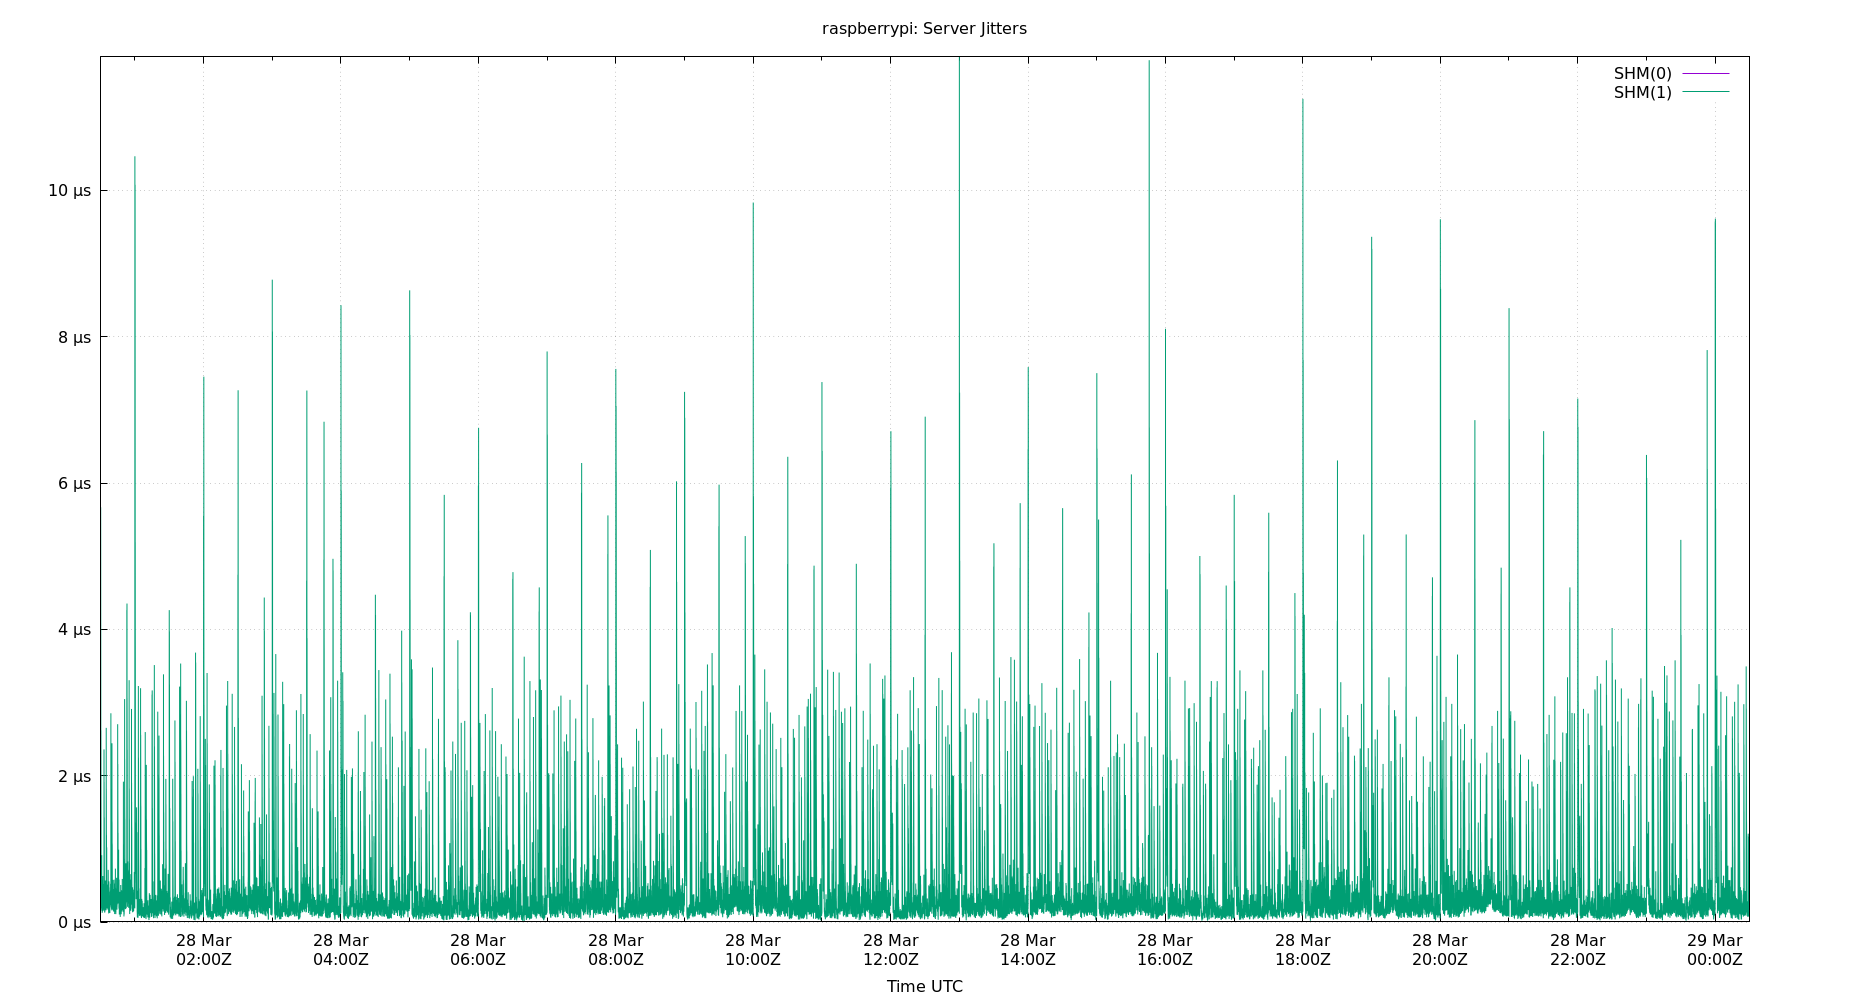 raspberrypi: Server Jitters
SHM(0)
SHM(1)
10 µs
8 µs
6 µs
4 µs
2 µs
0 µs
28 Mar 28 Mar 28 Mar 28 Mar 28 Mar 28 Mar 28 Mar 28 Mar 28 Mar 28 Mar 28 Mar 29 Mar
02:00Z 04:00Z 06:00Z 08:00Z 10:00Z 12:00Z 14:00Z 16:00Z 18:00Z 20:00Z 22:00Z 00:00Z
Time UTC